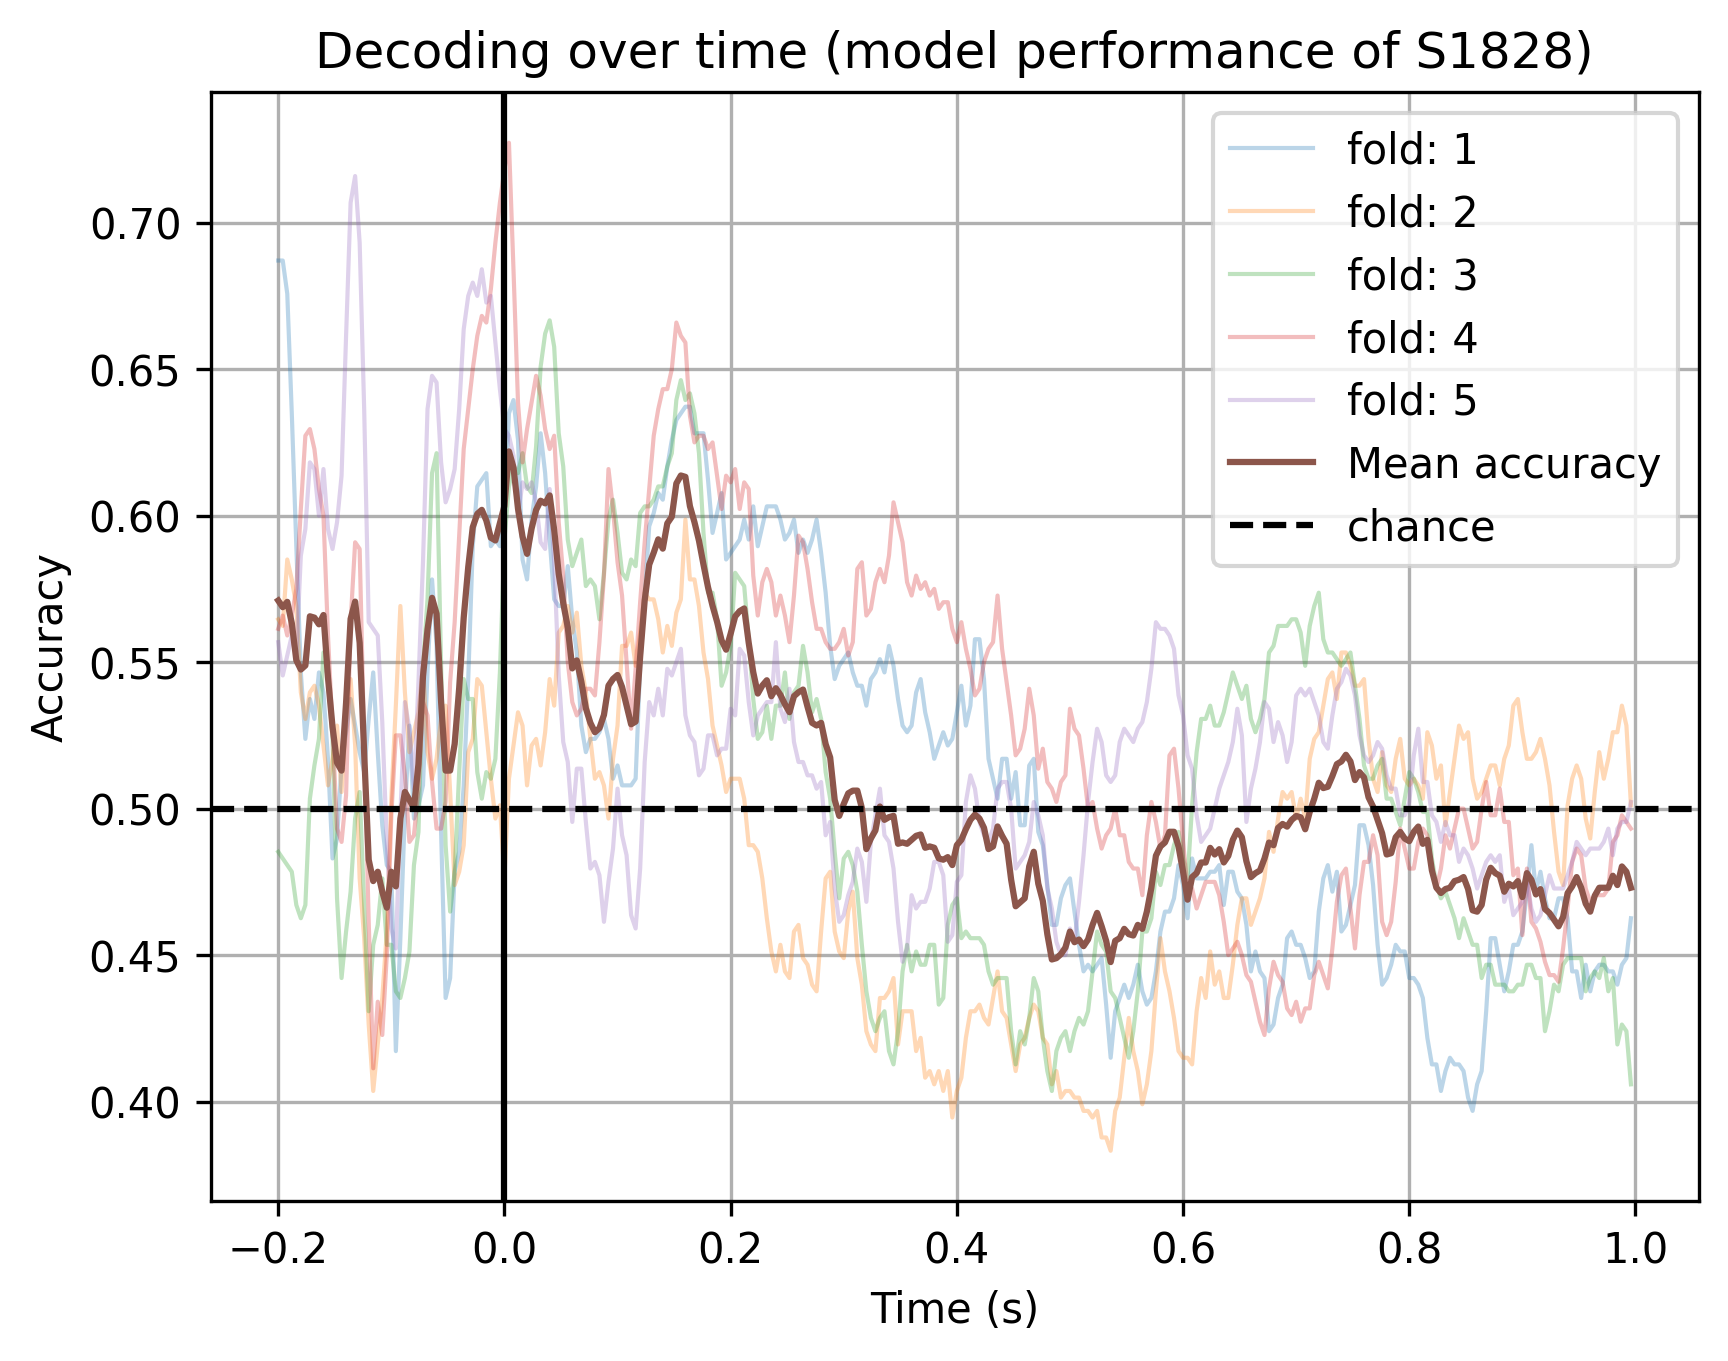 Decoding over time (model performance of S1828)
fold: 1
fold: 2
fold: 3
fold: 4
fold: 5
Mean accuracy
chance
Accuracy
0.70
0.65
0.60
0.55
0.50
0.45
0.40
−0.2 0.0 0.2 0.4 0.6 0.8 1.0
Time (s)